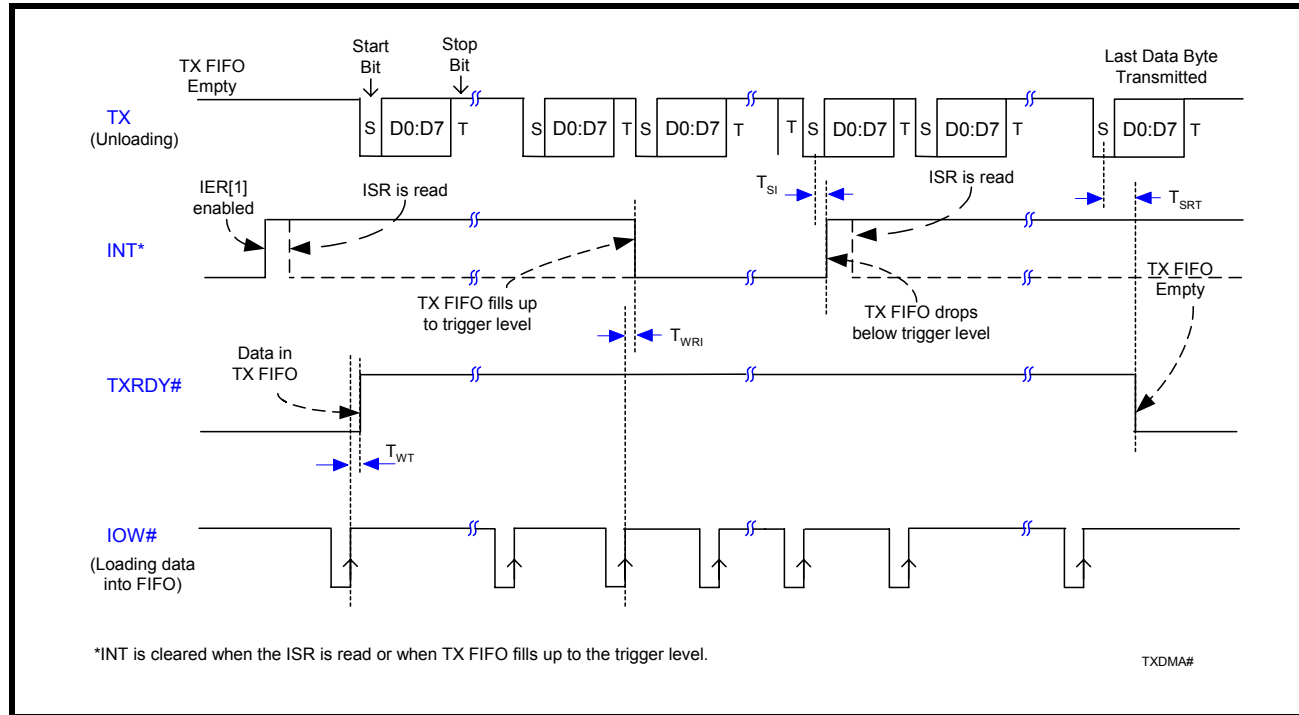 Start
Bit
Stop
Bit
TX FIFO
Empty
Last Data Byte
Transmitted
TX
(Unloading)
S D0:D7 T S D0:D7 T S D0:D7 T T S D0:D7 T S D0:D7 T S D0:D7 T
IER[1]
enabled
ISR is read
TSI
ISR is read
TSRT
INT*
TX FIFO fills up
to trigger level
TX FIFO drops
below trigger level
TX FIFO
Empty
TWRI
Data in
TX FIFO
TXRDY#
TWT
IOW#
(Loading data
into FIFO)
*INT is cleared when the ISR is read or when TX FIFO fills up to the trigger level.
TXDMA#